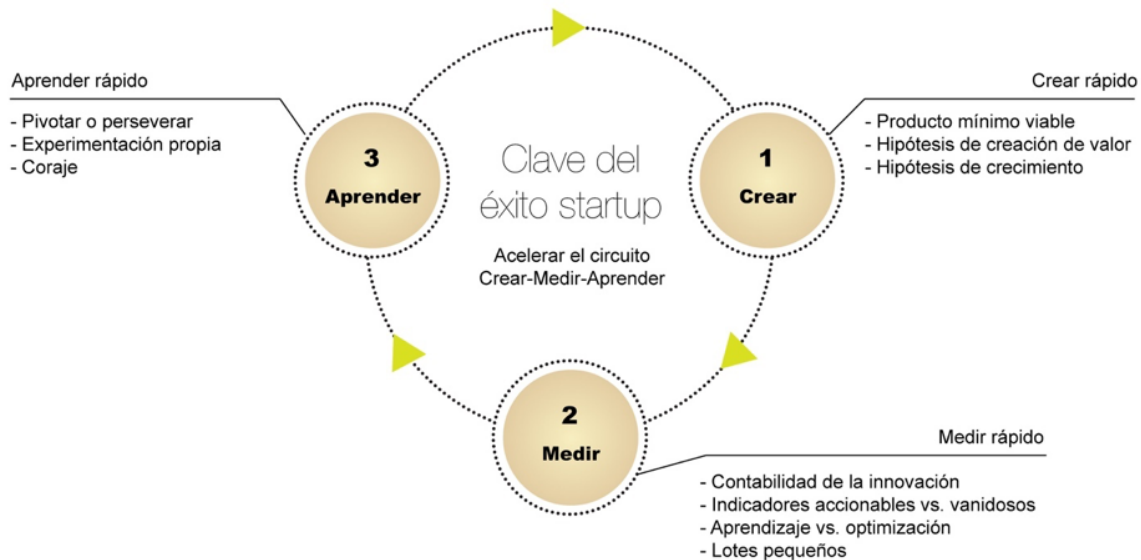 Aprender rápido
- Pivotar o perseverar
- Experimentación propia
- Coraje
3
Aprender
Clave del
éxito startup
Acelerar el circuito
Crear-Medir-Aprender
Crear rápido
- Producto mínimo viable
- Hipótesis de creación de valor
- Hipótesis de crecimiento
1
Crear
2
Medir
Medir rápido
- Contabilidad de la innovación
- Indicadores accionables vs. vanidosos
- Aprendizaje vs. optimización
- Lotes pequeños